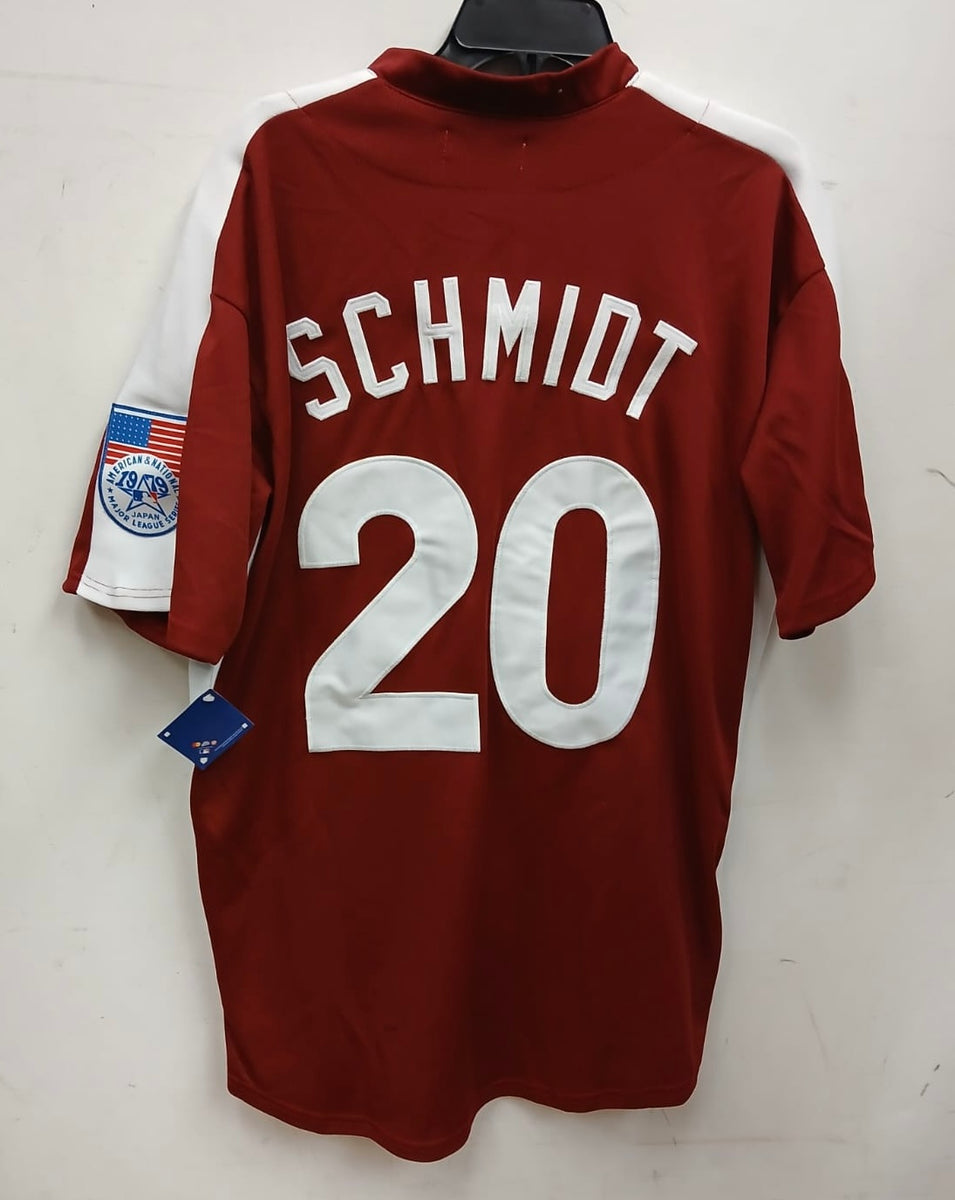 SCHMIDT
20
AMERICAN & NATIONAL
1979
JAPAN
MAJOR LEAGUE